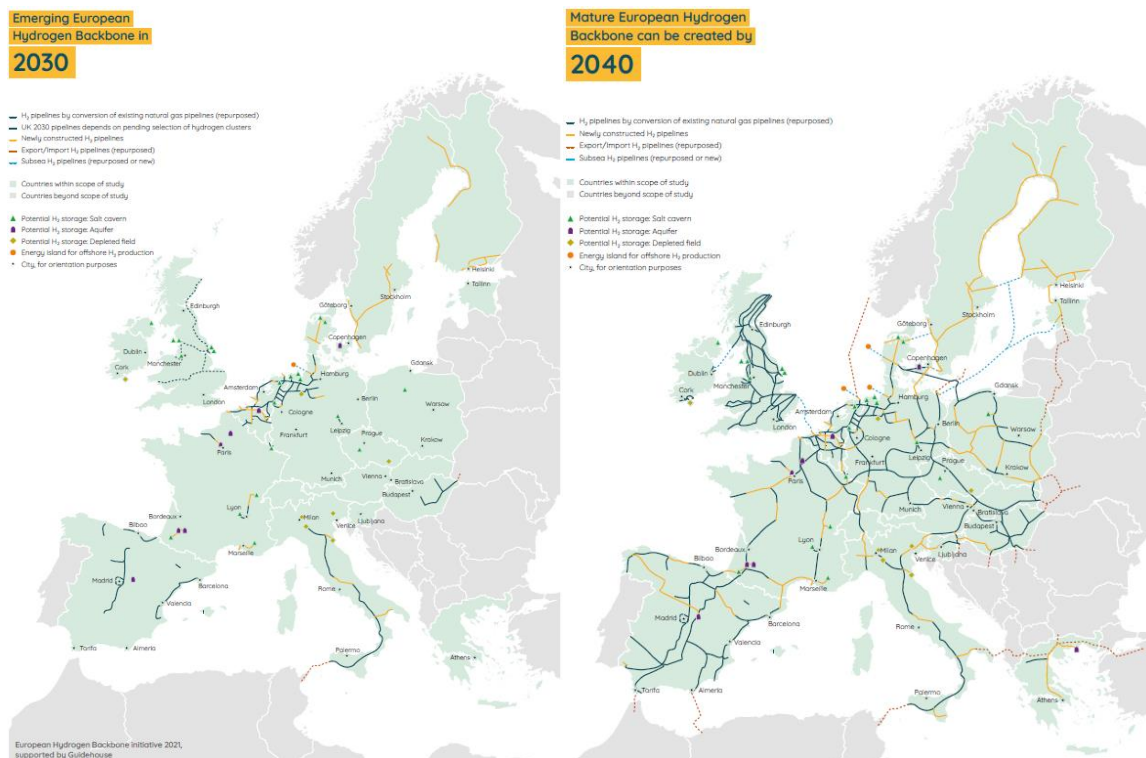 Emerging European
Hydrogen Backbone in
2030
H₂ pipelines by conversion of existing natural gas pipelines (repurposed)
UK 2030 pipelines depends on pending selection of hydrogen clusters
Newly constructed H₂ pipelines
Export/Import H₂ pipelines (repurposed)
Subsea H₂ pipelines (repurposed or new)
Countries within scope of study
Countries beyond scope of study
Potential H₂ storage: Salt cavern
Potential H₂ storage: Aquifer
Potential H₂ storage: Depleted field
Energy island for offshore H₂ production
City, for orientation purposes
Helsinki
Tallinn
Stockholm
Göteborg
Edinburgh
Copenhagen
Dublin
Manchester
Cork
Gdansk
Hamburg
Amsterdam
Berlin
Warsaw
London
Cologne
Leipzig
Frankfurt
Prague
Krakow
Paris
Munich
Vienna
Bratislava
Budapest
Lyon
Milan
Venice
Ljubljana
Bordeaux
Bilbao
Marseille
Madrid
Barcelona
Valencia
Rome
Tarifa
Almeria
Palermo
Athens
European Hydrogen Backbone initiative 2021,
supported by Guidehouse
Mature European Hydrogen
Backbone can be created by
2040
H₂ pipelines by conversion of existing natural gas pipelines (repurposed)
Newly constructed H₂ pipelines
Export/Import H₂ pipelines (repurposed)
Subsea H₂ pipelines (repurposed or new)
Countries within scope of study
Countries beyond scope of study
Potential H₂ storage: Salt cavern
Potential H₂ storage: Aquifer
Potential H₂ storage: Depleted field
Energy island for offshore H₂ production
City, for orientation purposes
Helsinki
Tallinn
Stockholm
Göteborg
Edinburgh
Copenhagen
Dublin
Manchester
Cork
Gdansk
Hamburg
Amsterdam
Berlin
Warsaw
London
Cologne
Leipzig
Frankfurt
Prague
Krakow
Paris
Munich
Vienna
Bratislava
Budapest
Lyon
Milan
Venice
Ljubljana
Bordeaux
Bilbao
Marseille
Madrid
Barcelona
Valencia
Rome
Tarifa
Almeria
Palermo
Athens